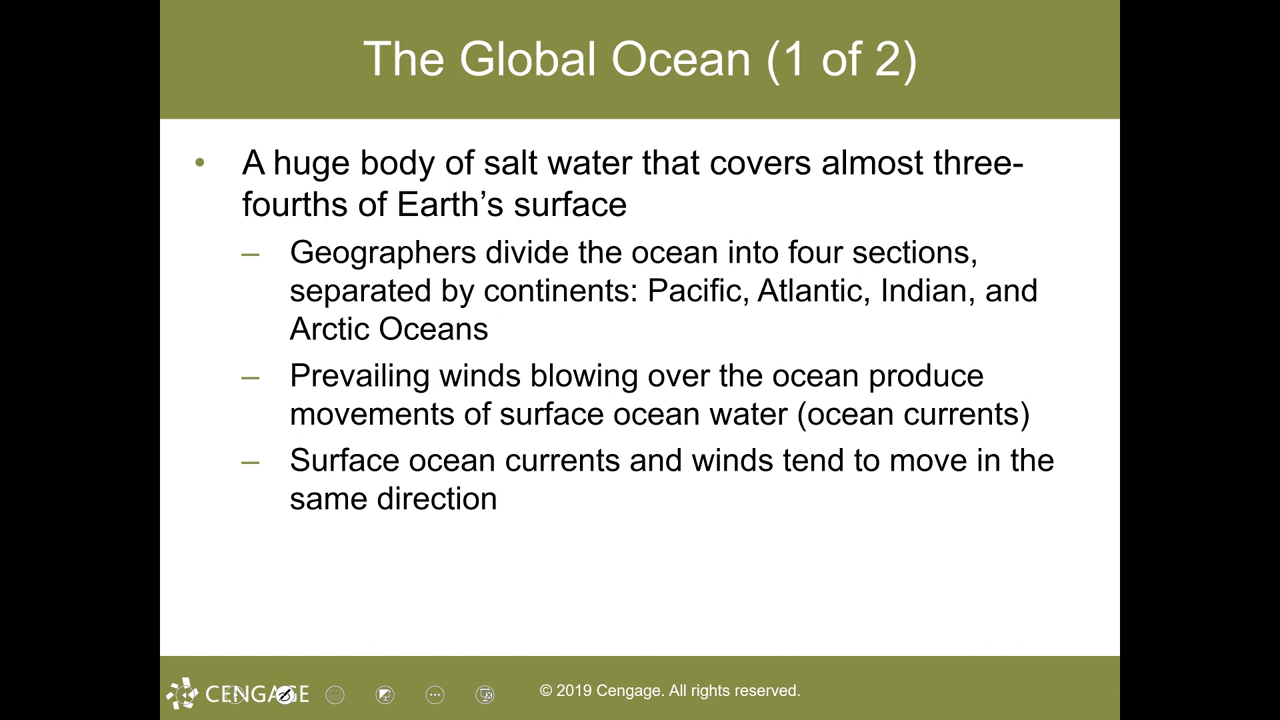 The Global Ocean (1 of 2)
• A huge body of salt water that covers almost three-
fourths of Earth’s surface
– Geographers divide the ocean into four sections,
separated by continents: Pacific, Atlantic, Indian, and
Arctic Oceans
– Prevailing winds blowing over the ocean produce
movements of surface ocean water (ocean currents)
– Surface ocean currents and winds tend to move in the
same direction
CENGAGE
© 2019 Cengage. All rights reserved.